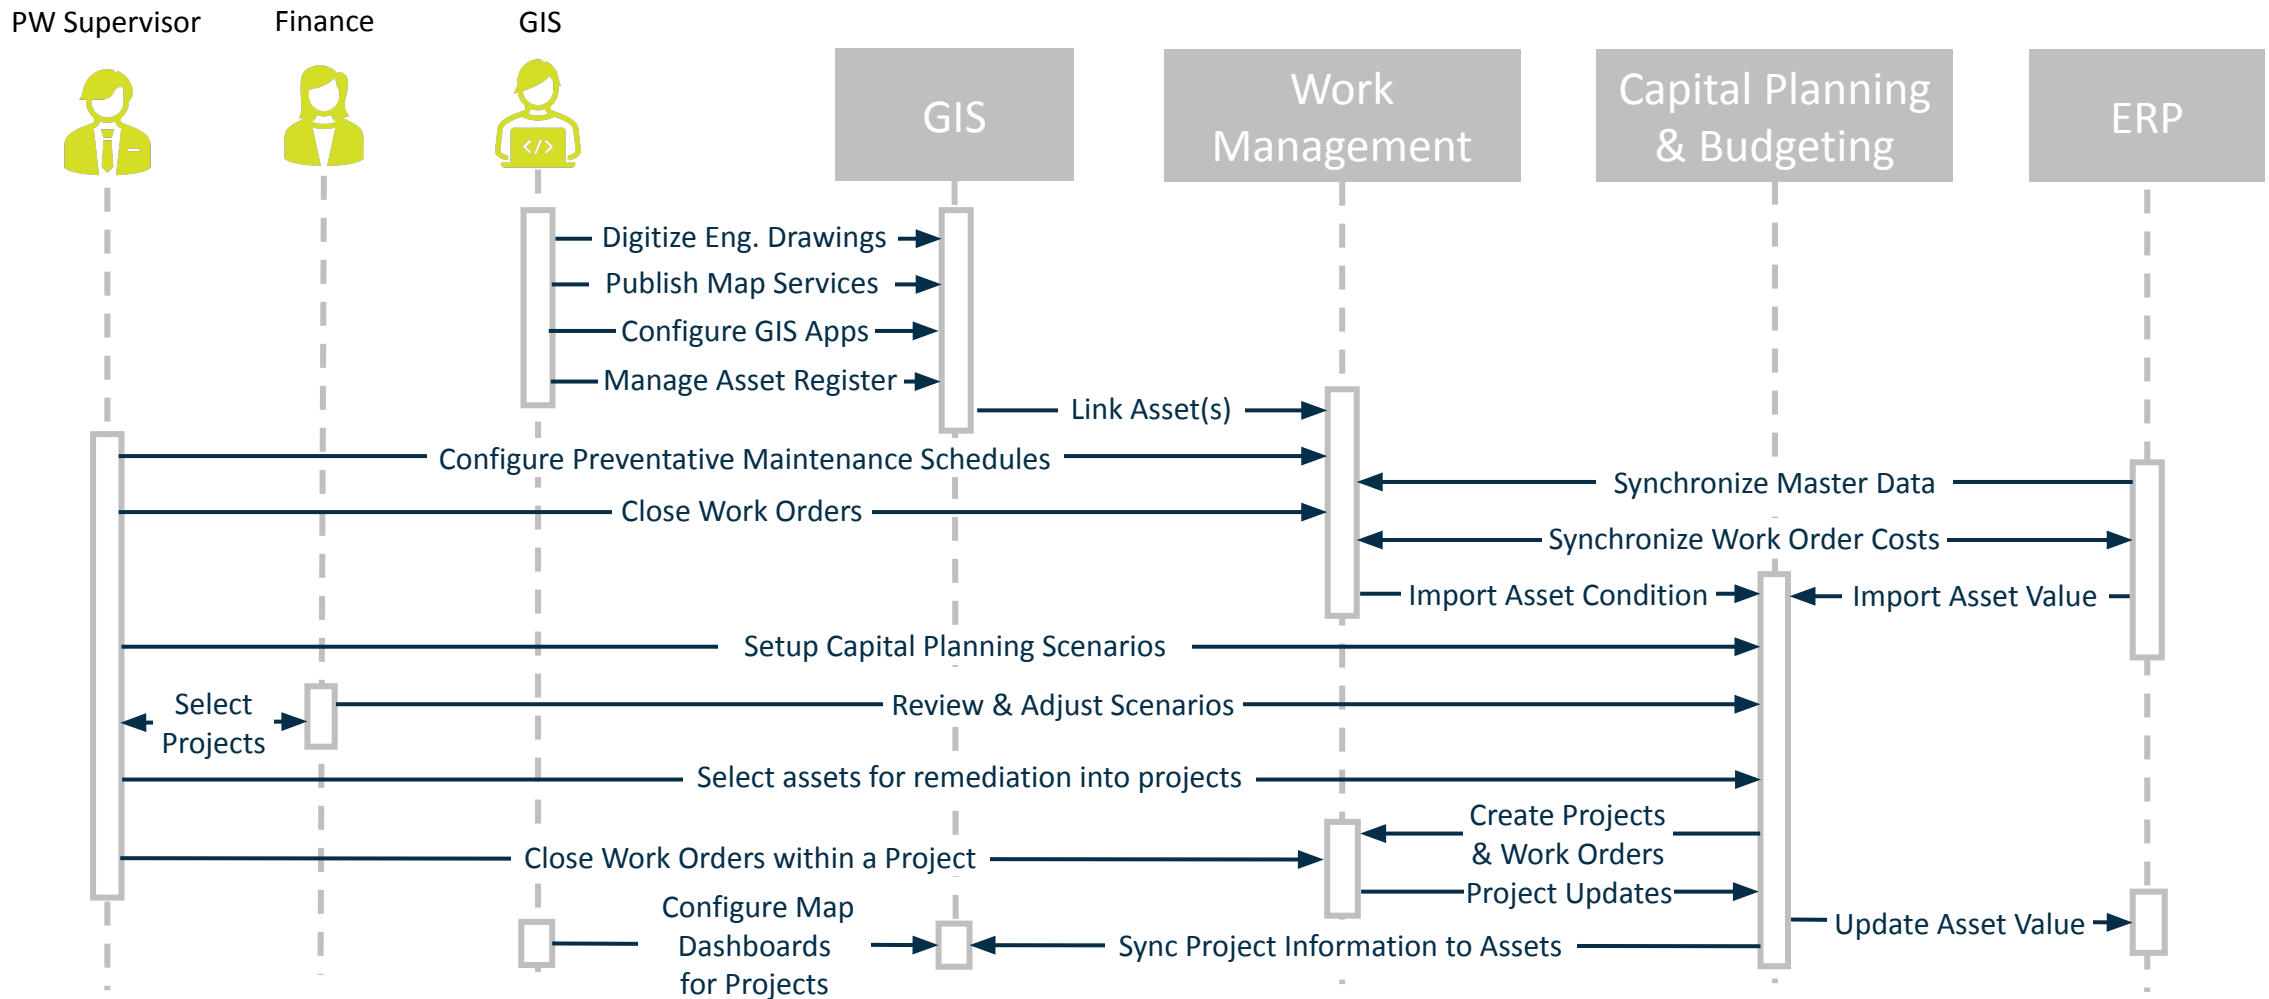 PW Supervisor
Finance
GIS
</>
GIS
Work
Management
Capital Planning
& Budgeting
ERP
Digitize Eng. Drawings
Publish Map Services
Configure GIS Apps
Manage Asset Register
Link Asset(s)
Configure Preventative Maintenance Schedules
Synchronize Master Data
Close Work Orders
Synchronize Work Order Costs
Import Asset Condition
Import Asset Value
Setup Capital Planning Scenarios
Select
Projects
Review & Adjust Scenarios
Select assets for remediation into projects
Create Projects
& Work Orders
Close Work Orders within a Project
Project Updates
Configure Map
Dashboards
for Projects
Sync Project Information to Assets
Update Asset Value